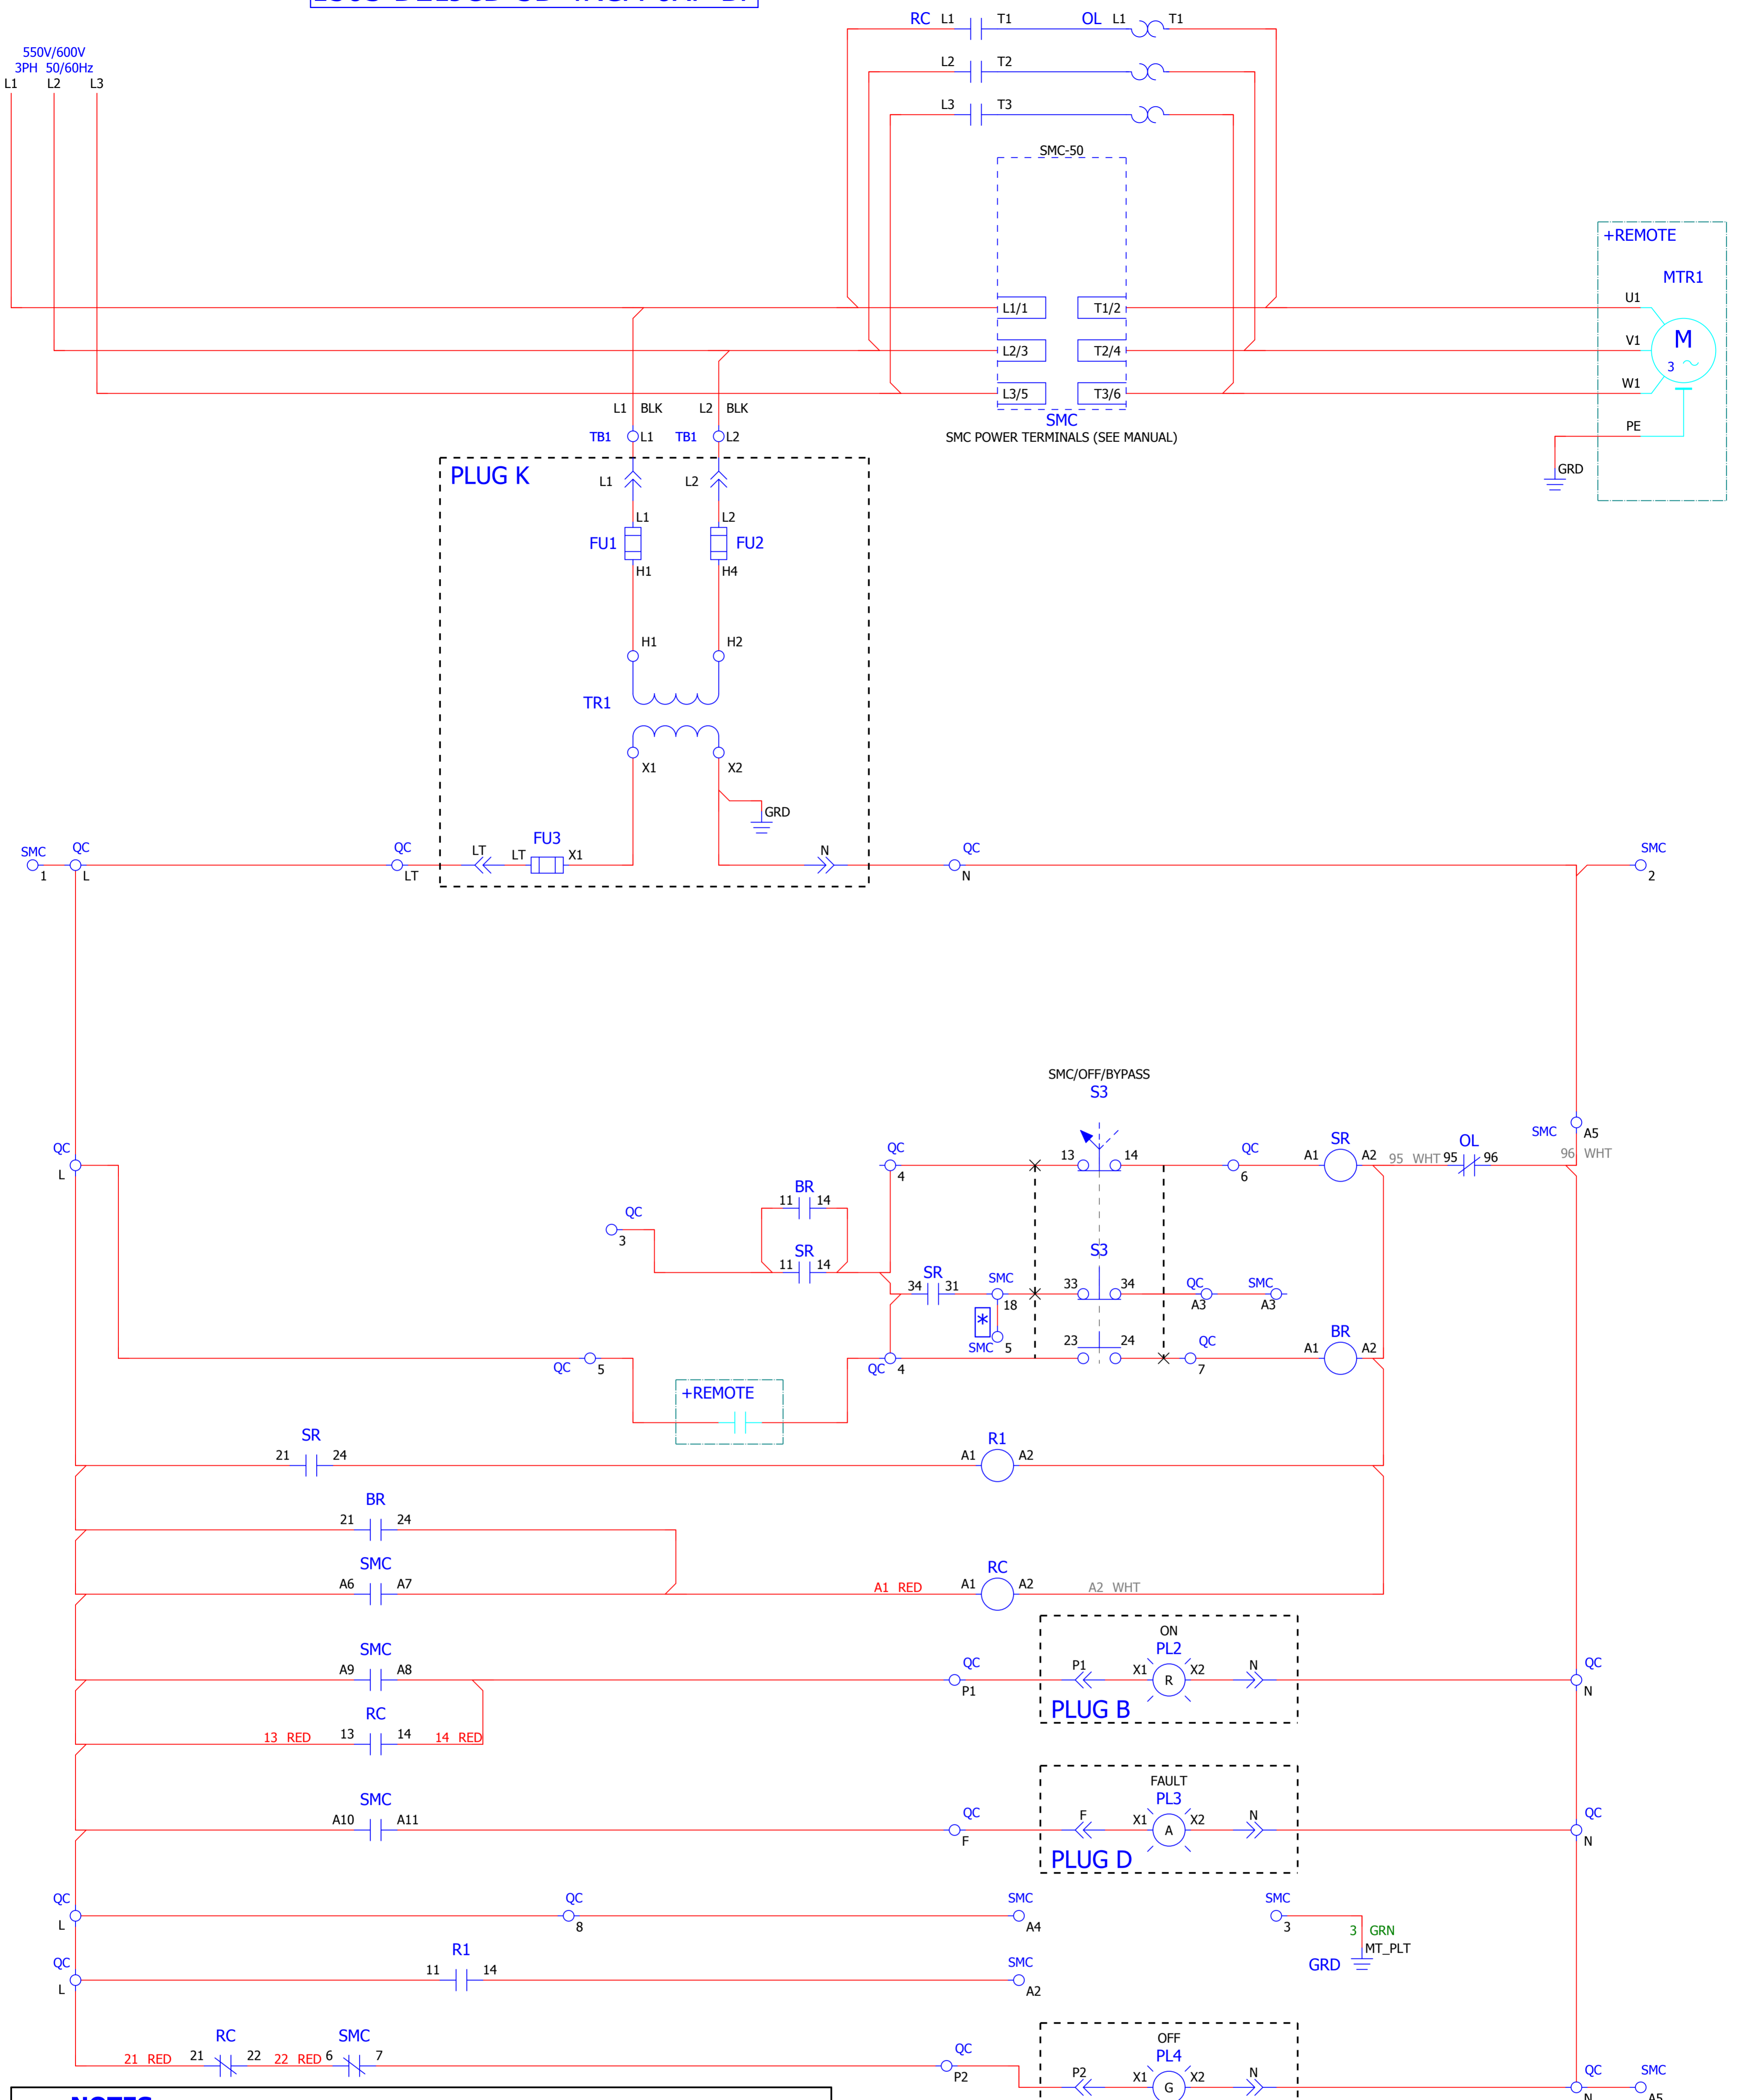 RC L1 T1 OL L1 T1
550V/600V
3PH 50/60Hz
L1 L2 L3
L2 T2
L3 T3
SMC-50
+REMOTE
MTR1
L1/1 T1/2 U1
L2/3 T2/4 V1 M
3
L3/5 T3/6 W1
L1 BLK L2 BLK
SMC
SMC POWER TERMINALS (SEE MANUAL)
PE
TB1 L1 TB1 L2
GRD
PLUG K
L1 L2
L1 L2
FU1 FU2
H1 H4
H1 H2
TR1
X1 X2
GRD
SMC QC QC LT LT FU3 X1 N QC SMC
1 L LT N 2
SMC/OFF/BYPASS
S3
SMC A5
QC QC 13 14 QC A1 SR A2 95 WHT 95 OL 96 96 WHT
L 4 6
BR
11 14
QC
3
SR
11 14
S3
SR
34 31 SMC 33 34 QC SMC
18 A3 A3
*
SMC 5
23 24 QC A1 BR A2
QC 5 QC 4 7
+REMOTE
SR R1
21 24 A1 A2
BR
21 24
SMC RC
A6 A7 A1 RED A1 A2 A2 WHT
ON
SMC PL2
A9 A8 QC P1 X1 R X2 N QC
P1 N
PLUG B
RC
13 RED 13 14 14 RED
FAULT
SMC PL3
A10 A11 QC F X1 A X2 N QC
F N
PLUG D
QC QC SMC SMC
L 8 A4 3
3 GRN
MT_PLT
GRD
QC R1 SMC
L 11 14 A2
OFF
RC SMC PL4
21 RED 21 22 22 RED 6 7 QC P2 X1 G X2 N QC SMC
P2 N A5
NOTES